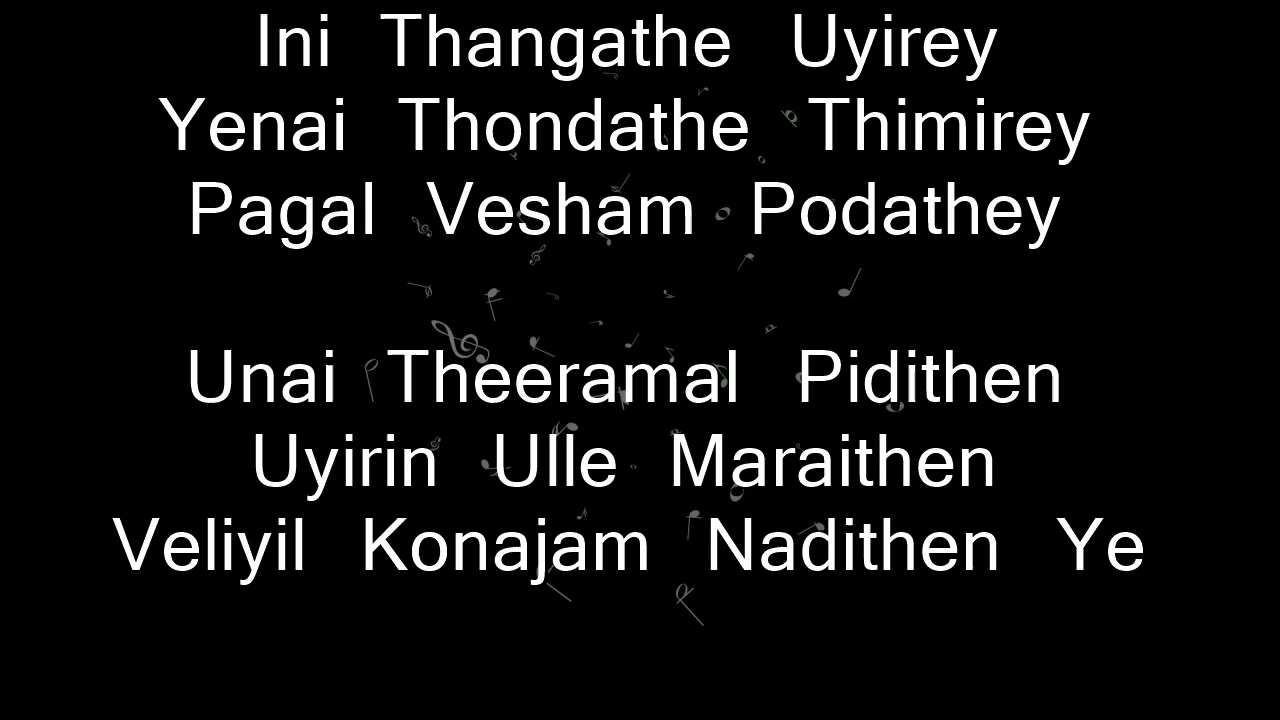 Ini Thangathe Uyirey
Yenai Thondathe Thimirey
Pagal Vesham Podathey
Unai Theeramal Pidithen
Uyirin Ulle Maraithen
Veliyil Konajam Nadithen Ye